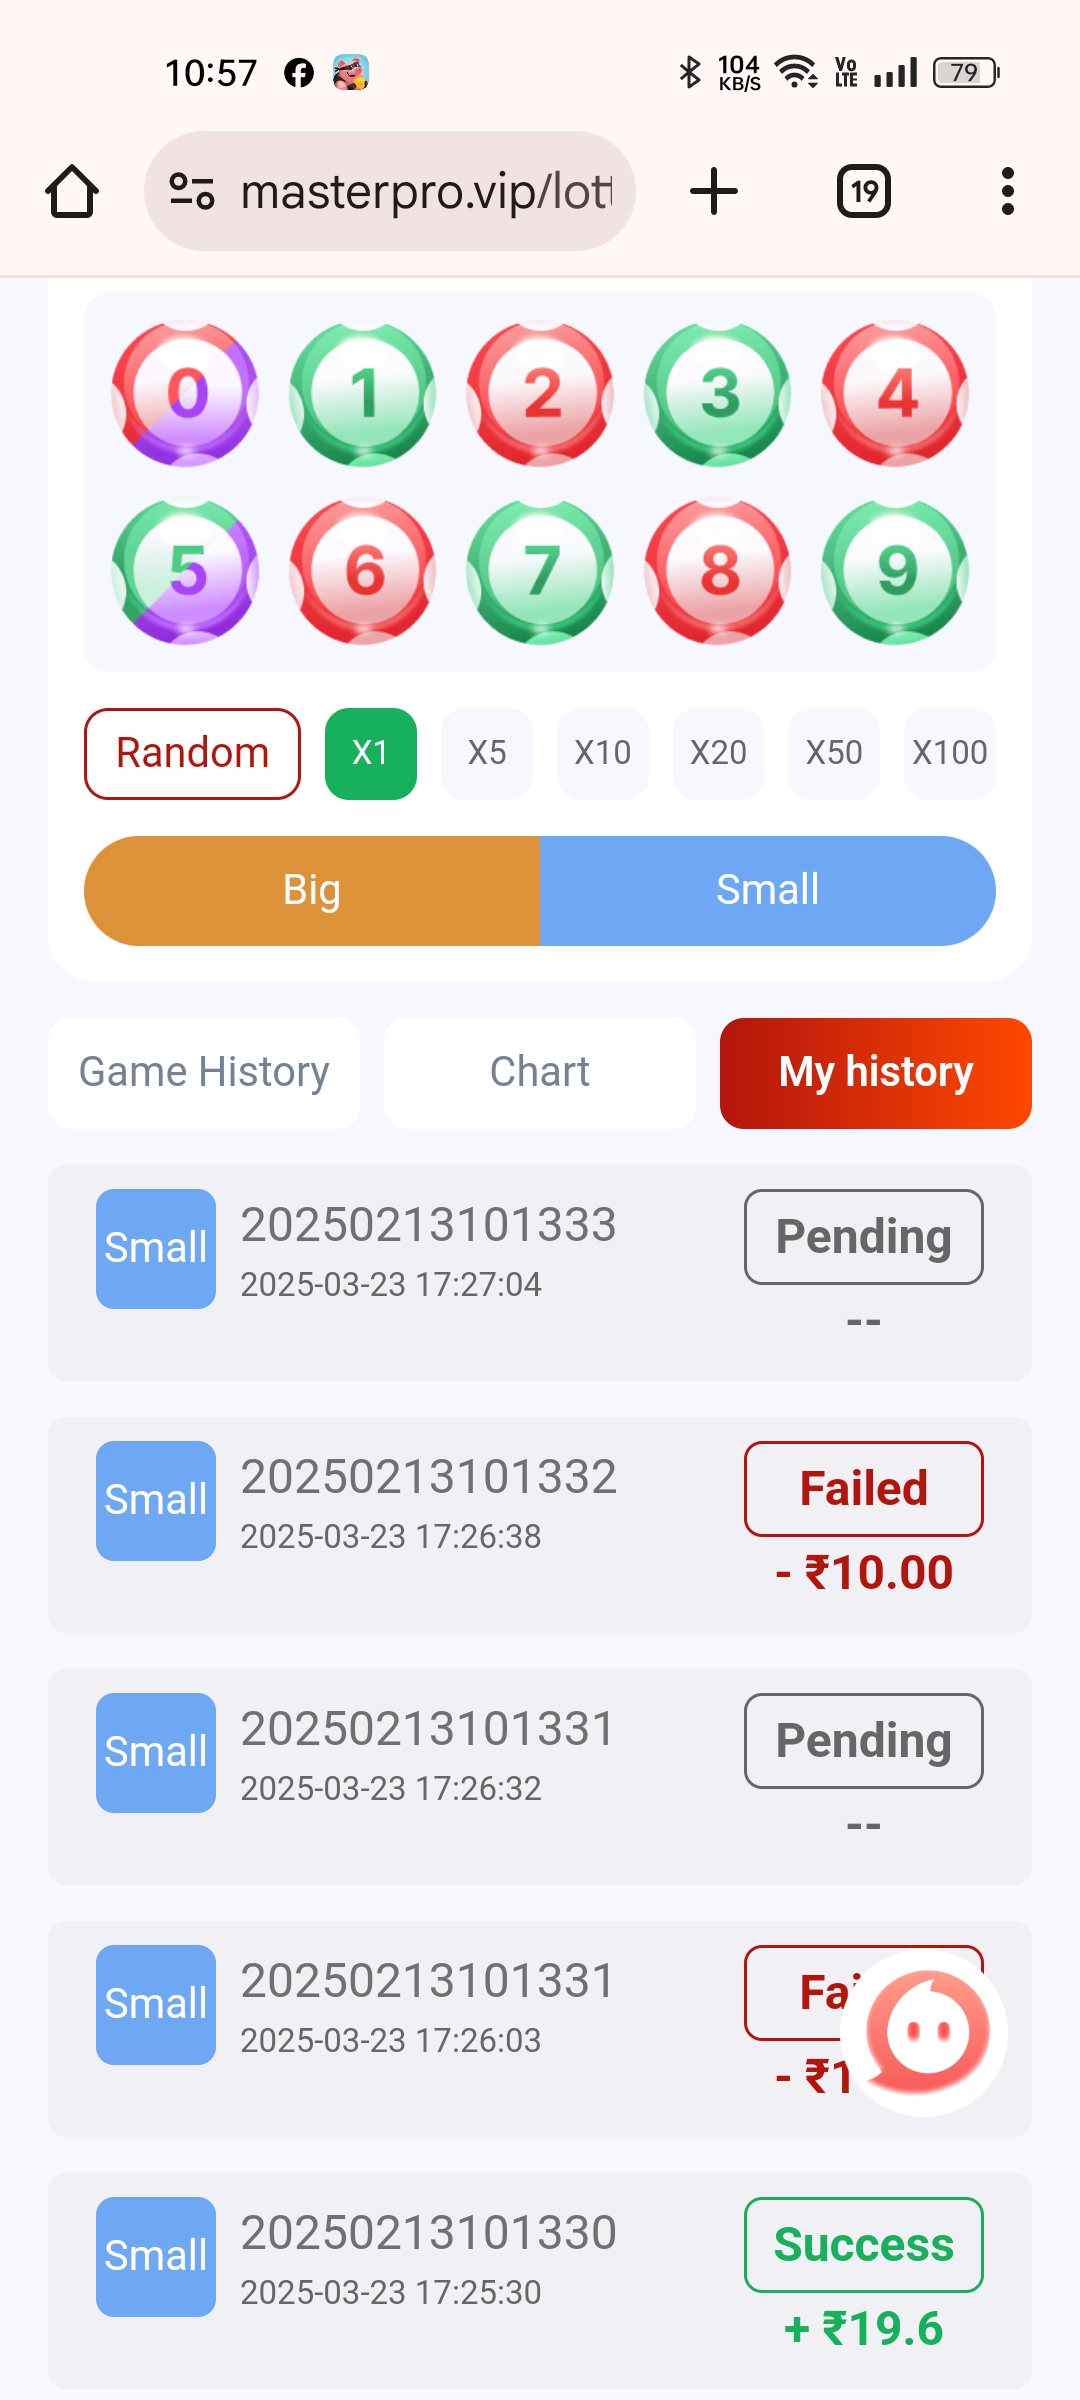 10:57
104 KB/S
Vo LTE
79
masterpro.vip/lott
19
0 1 2 3 4
5 6 7 8 9
Random X1 X5 X10 X20 X50 X100
Big Small
Game History Chart My history
Small 20250213101333 Pending
2025-03-23 17:27:04
--
Small 20250213101332 Failed
2025-03-23 17:26:38
- ₹10.00
Small 20250213101331 Pending
2025-03-23 17:26:32
--
Small 20250213101331
2025-03-23 17:26:03
Small 20250213101330 Success
2025-03-23 17:25:30
+ ₹19.6